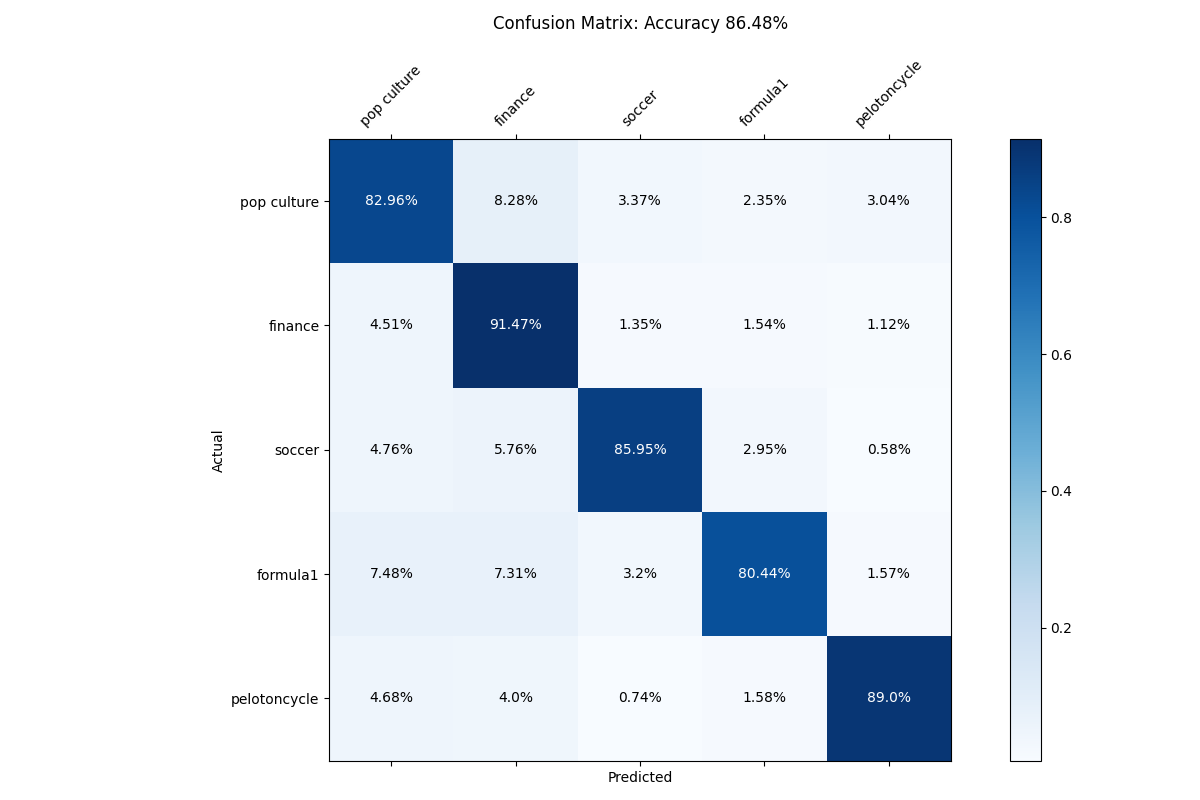 Confusion Matrix: Accuracy 86.48%
pop culture finance soccer formula1 pelotoncycle
pop culture 82.96% 8.28% 3.37% 2.35% 3.04%
0.8
finance 4.51% 91.47% 1.35% 1.54% 1.12%
0.6
Actual
soccer 4.76% 5.76% 85.95% 2.95% 0.58%
0.4
formula1 7.48% 7.31% 3.2% 80.44% 1.57%
0.2
pelotoncycle 4.68% 4.0% 0.74% 1.58% 89.0%
Predicted